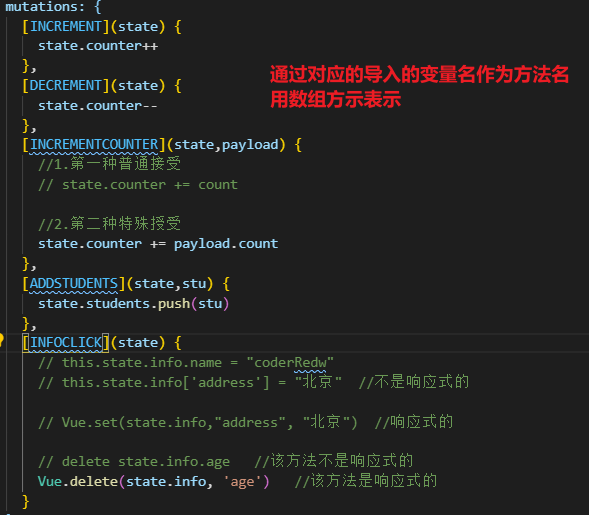 mutations: {
[INCREMENT](state) {
state.counter++
},
[DECREMENT](state) {
state.counter--
},
[INCREMENTCOUNTER](state,payload) {
//1.第一种普通接受
// state.counter += count
//2.第二种特殊授受
state.counter += payload.count
},
[ADDSTUDENTS](state,stu) {
state.students.push(stu)
},
[INFOCLICK](state) {
// this.state.info.name = "coderRedw"
// this.state.info['address'] = "北京" //不是响应式的
// Vue.set(state.info,"address", "北京") //响应式的
// delete state.info.age //该方法不是响应式的
Vue.delete(state.info, 'age') //该方法是响应式的
}
通过对应的导入的变量名作为方法名
用数组方示表示